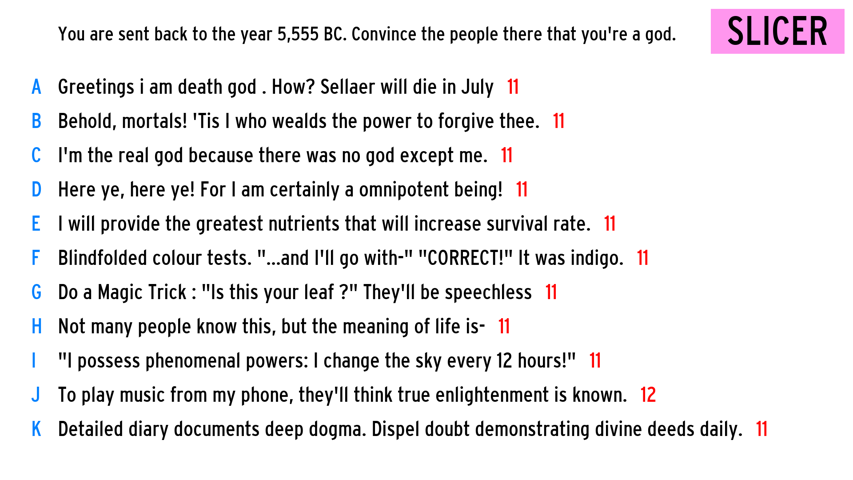 You are sent back to the year 5,555 BC. Convince the people there that you're a god.
SLICER
A Greetings i am death god . How? Sellaer will die in July 11
B Behold, mortals! 'Tis I who wealds the power to forgive thee. 11
C I'm the real god because there was no god except me. 11
D Here ye, here ye! For I am certainly a omnipotent being! 11
E I will provide the greatest nutrients that will increase survival rate. 11
F Blindfolded colour tests. "...and I'll go with-" "CORRECT!" It was indigo. 11
G Do a Magic Trick : "Is this your leaf ?" They'll be speechless 11
H Not many people know this, but the meaning of life is- 11
I "I possess phenomenal powers: I change the sky every 12 hours!" 11
J To play music from my phone, they'll think true enlightenment is known. 12
K Detailed diary documents deep dogma. Dispel doubt demonstrating divine deeds daily. 11